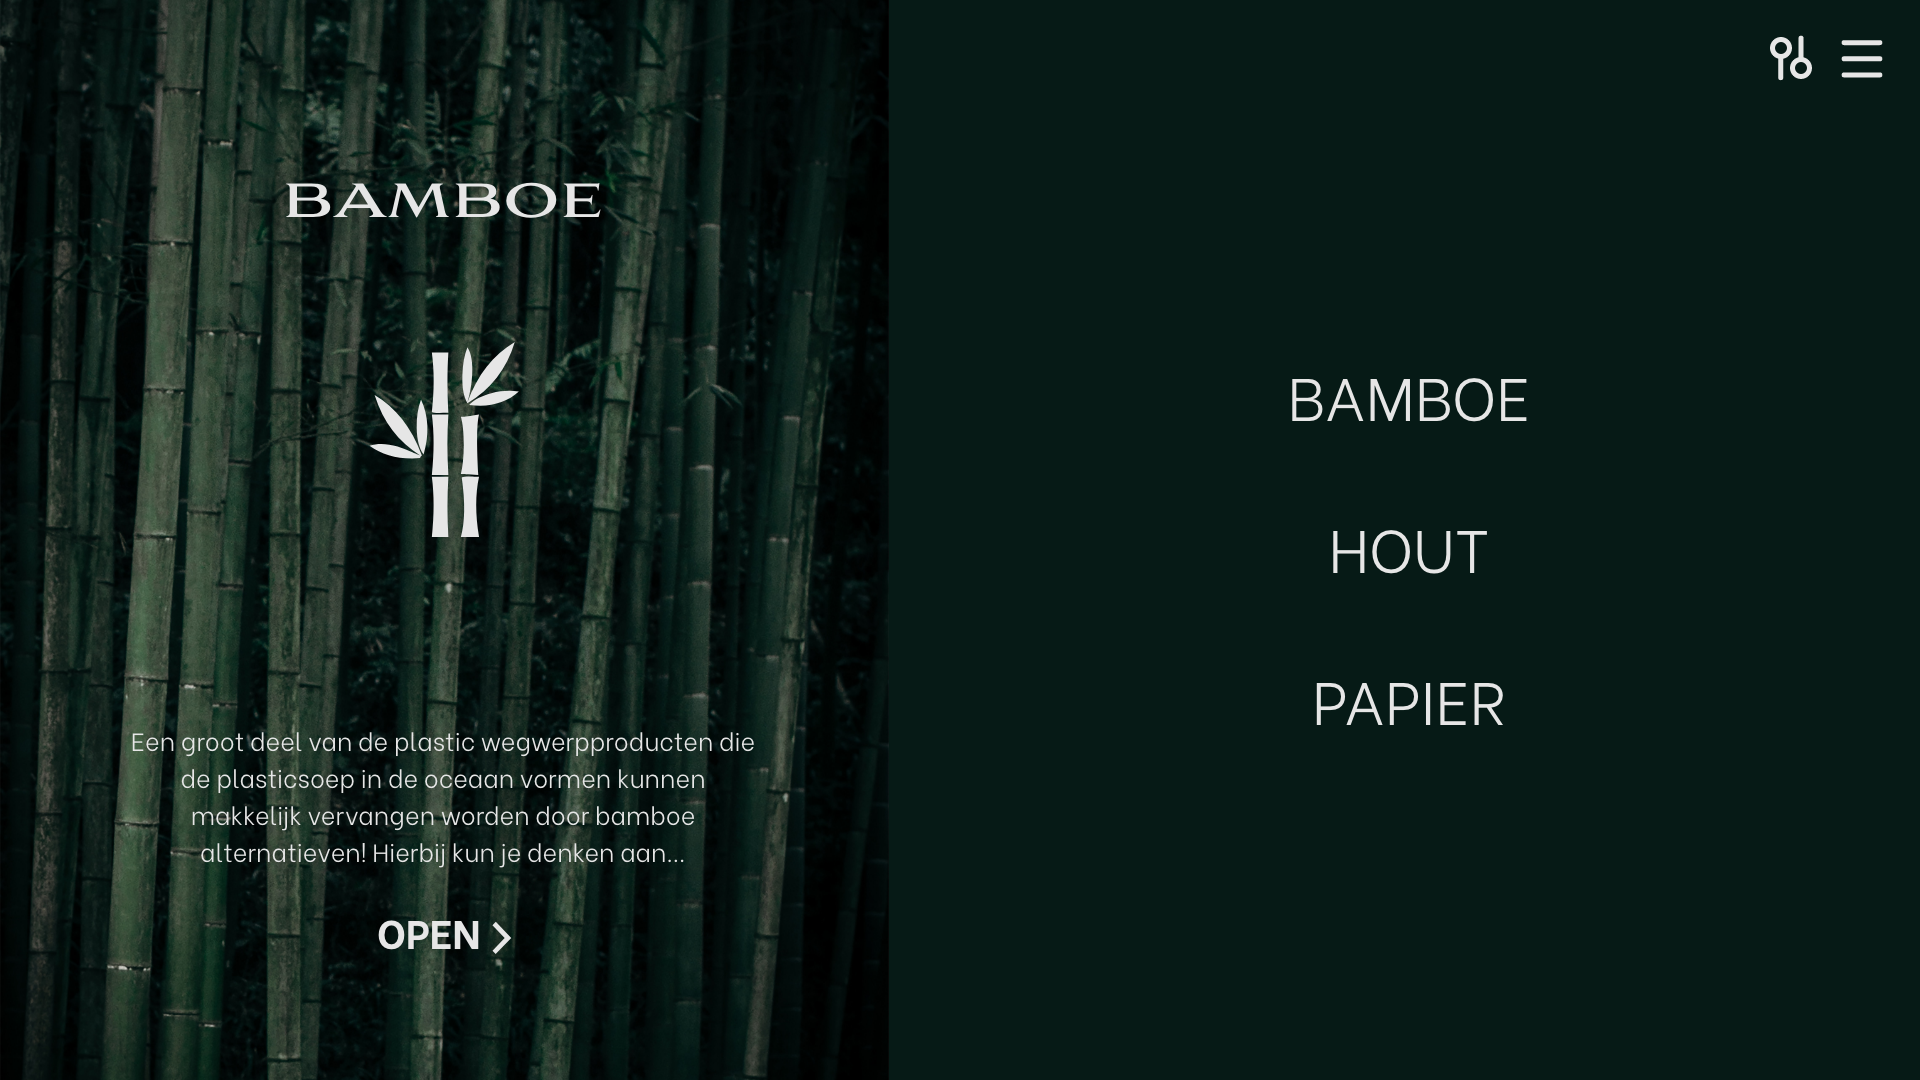 BAMBOE
Een groot deel van de plastic wegwerpproducten die
de plasticsoep in de oceaan vormen kunnen
makkelijk vervangen worden door bamboe
alternatieven! Hierbij kun je denken aan...
OPEN
BAMBOE
HOUT
PAPIER